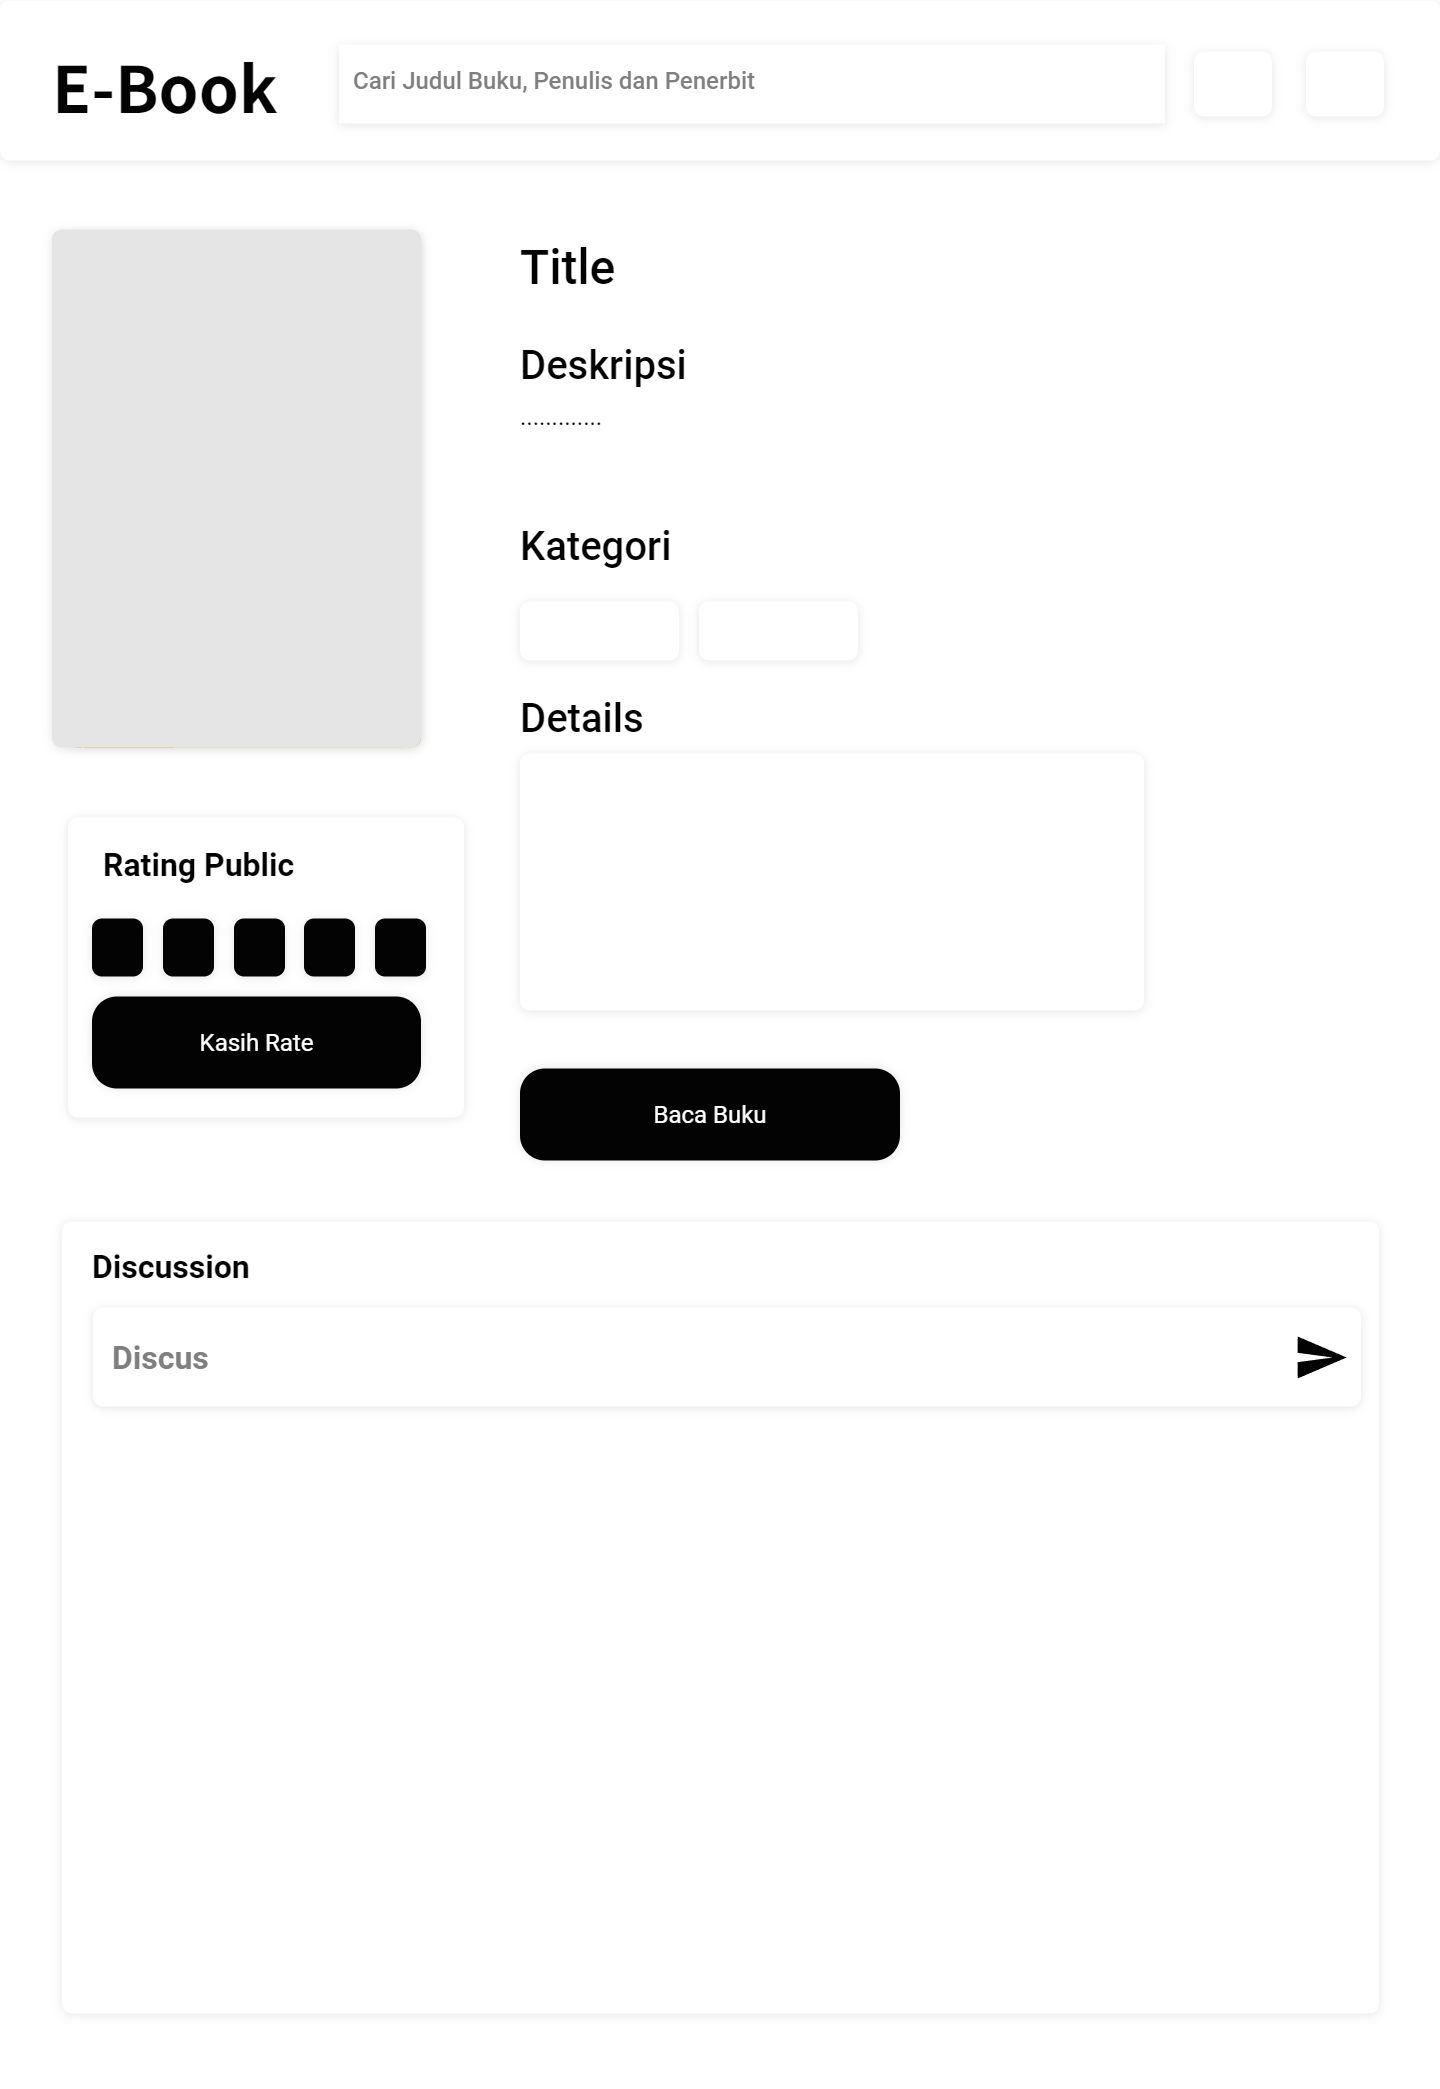 E-Book
Cari Judul Buku, Penulis dan Penerbit
Title
Deskripsi
.............
Kategori
Details
Rating Public
Kasih Rate
Baca Buku
Discussion
Discus